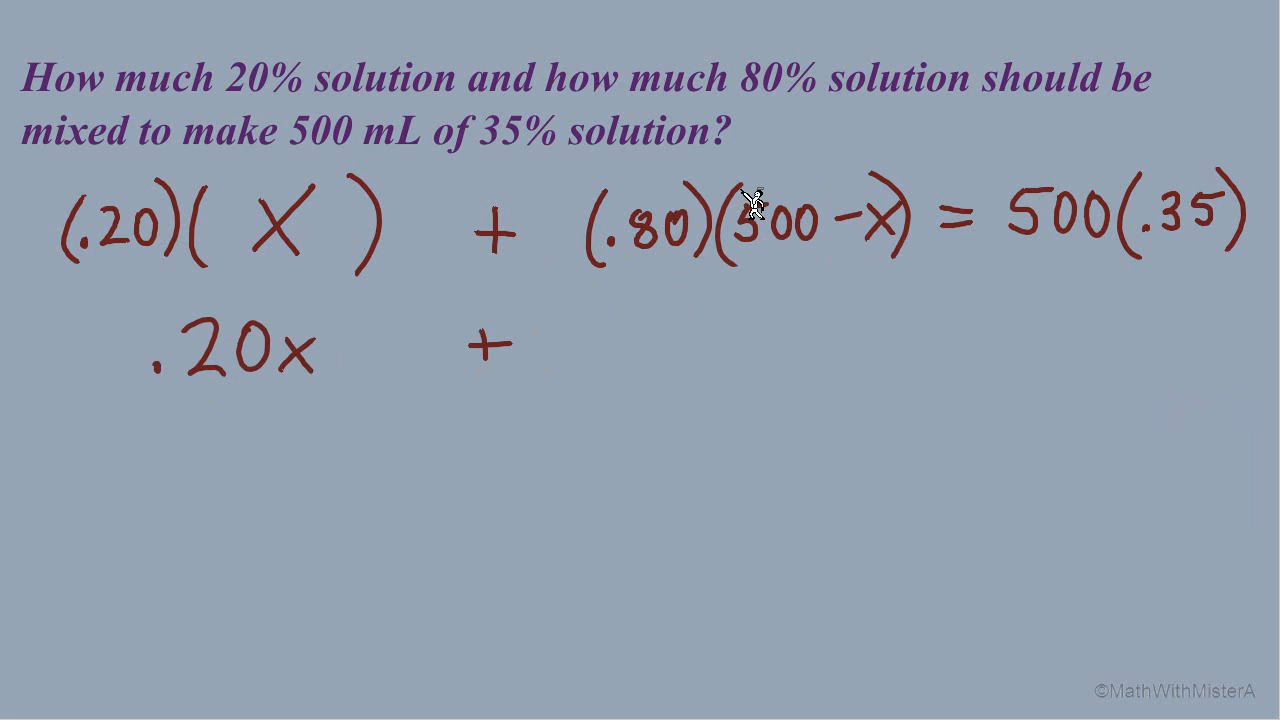 How much 20% solution and how much 80% solution should be
mixed to make 500 mL of 35% solution?
(.20)( X ) + (.80)(500 - X) = 500(.35)
.20x +
©MathWithMisterA